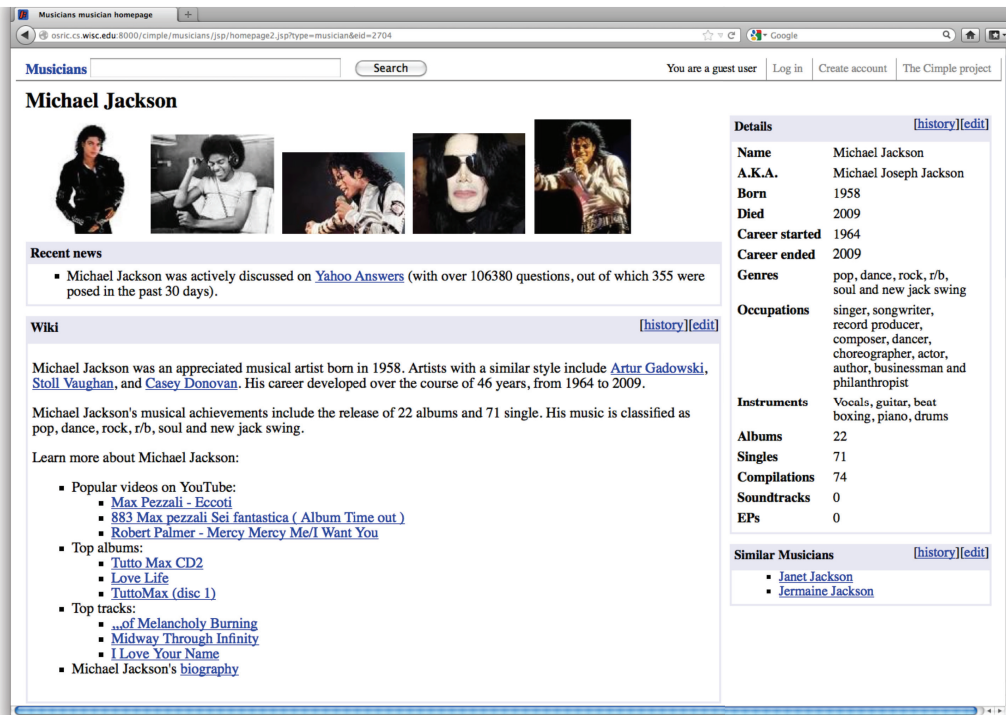 Musicians musician homepage
osric.cs.wisc.edu:8000/cimple/musicians/jsp/homepage2.jsp?type=musician&eid=2704
Google
Musicians
Search
You are a guest user
Log in
Create account
The Cimple project
Michael Jackson
Recent news
Michael Jackson was actively discussed on Yahoo Answers (with over 106380 questions, out of which 355 were
posed in the past 30 days).
Wiki
[history][edit]
Michael Jackson was an appreciated musical artist born in 1958. Artists with a similar style include Artur Gadowski,
Stoll Vaughan, and Casey Donovan. His career developed over the course of 46 years, from 1964 to 2009.
Michael Jackson's musical achievements include the release of 22 albums and 71 single. His music is classified as
pop, dance, rock, r/b, soul and new jack swing.
Learn more about Michael Jackson:
Popular videos on YouTube:
Max Pezzali - Eccoti
883 Max pezzali Sei fantastica ( Album Time out )
Robert Palmer - Mercy Mercy Me/I Want You
Top albums:
Tutto Max CD2
Love Life
TuttoMax (disc 1)
Top tracks:
,,,of Melancholy Burning
Midway Through Infinity
I Love Your Name
Michael Jackson's biography
Details
[history][edit]
Name Michael Jackson
A.K.A. Michael Joseph Jackson
Born 1958
Died 2009
Career started 1964
Career ended 2009
Genres pop, dance, rock, r/b,
soul and new jack swing
Occupations singer, songwriter,
record producer,
composer, dancer,
choreographer, actor,
author, businessman and
philanthropist
Instruments Vocals, guitar, beat
boxing, piano, drums
Albums 22
Singles 71
Compilations 74
Soundtracks 0
EPs 0
Similar Musicians
[history][edit]
Janet Jackson
Jermaine Jackson